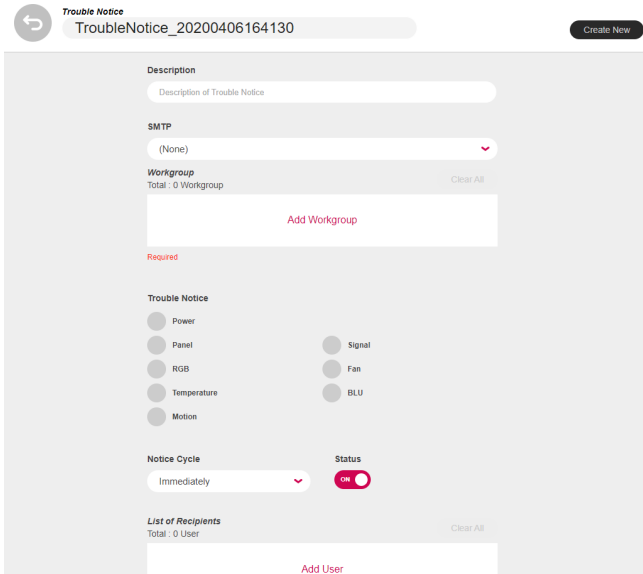 Trouble Notice
TroubleNotice_20200406164130
Create New
Description
Description of Trouble Notice
SMTP
(None)
Workgroup
Total : 0 Workgroup
Clear All
Add Workgroup
Required
Trouble Notice
Power
Panel
Signal
RGB
Fan
Temperature
BLU
Motion
Notice Cycle
Status
Immediately
ON
List of Recipients
Total : 0 User
Clear All
Add User